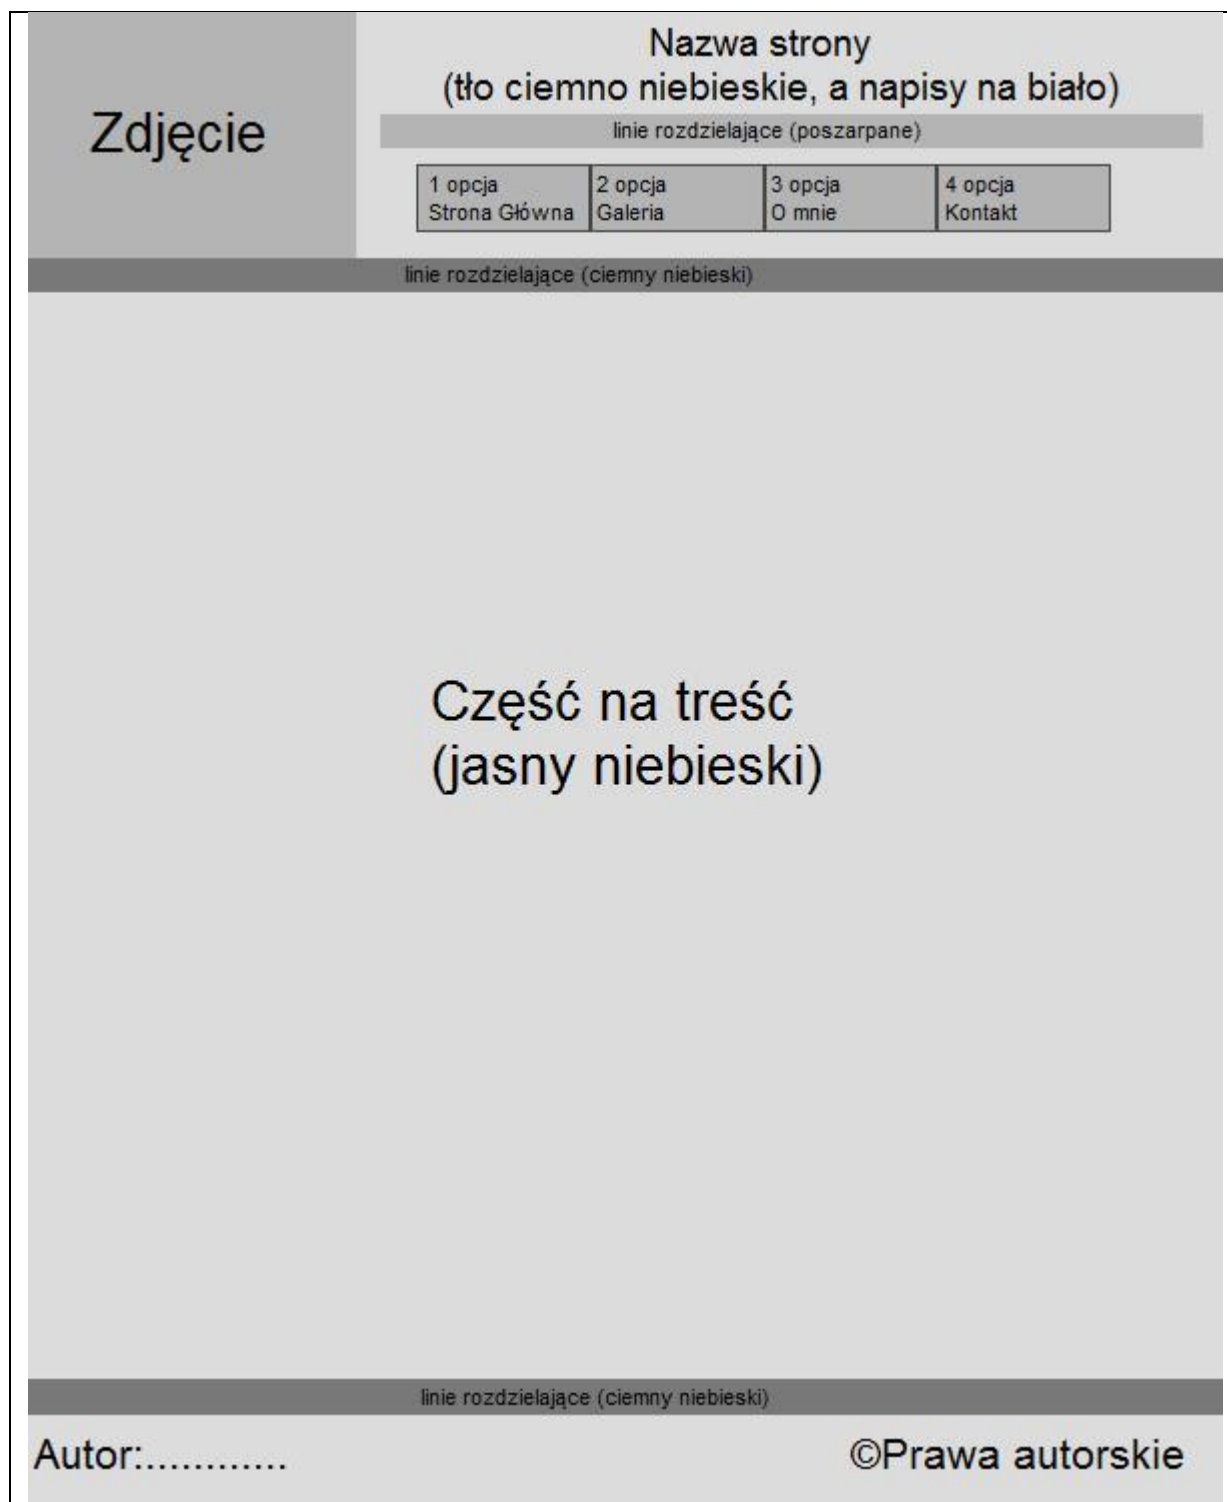 Zdjęcie
Nazwa strony
(tło ciemno niebieskie, a napisy na biało)
linie rozdzielające (poszarpane)
1 opcja
Strona Główna
2 opcja
Galeria
3 opcja
O mnie
4 opcja
Kontakt
linie rozdzielające (ciemny niebieski)
Część na treść
(jasny niebieski)
linie rozdzielające (ciemny niebieski)
Autor:............
©Prawa autorskie